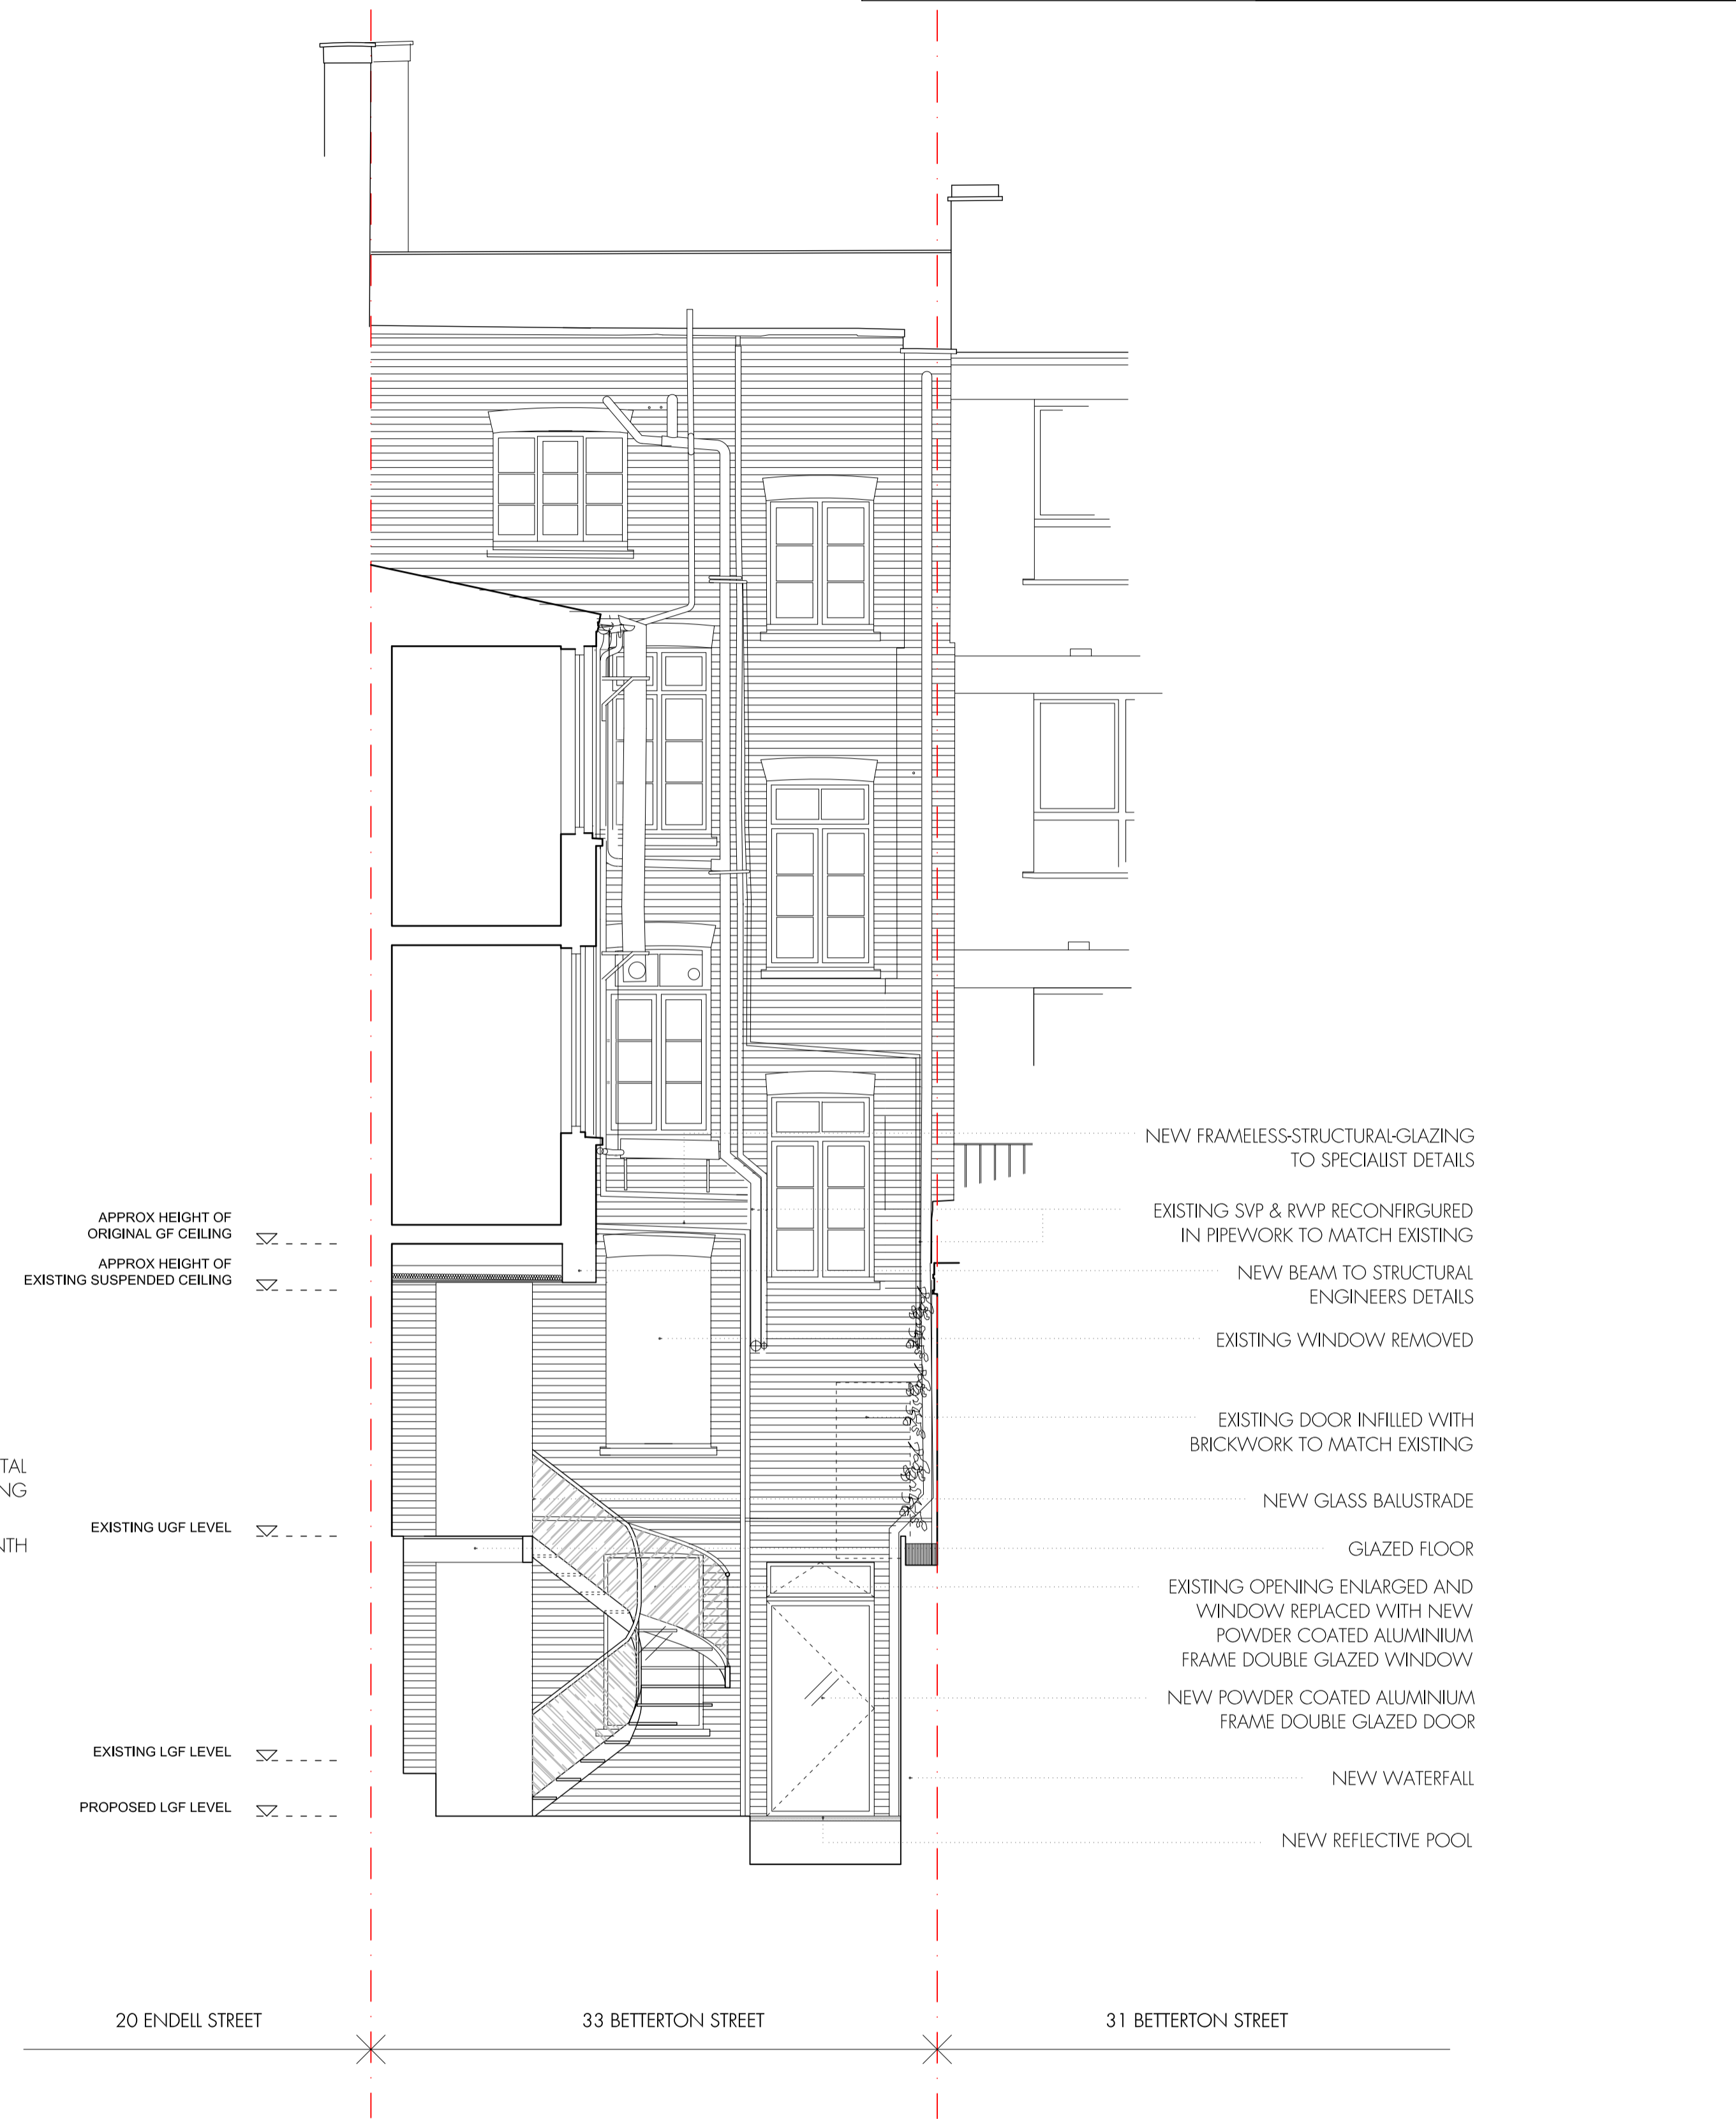 NEW FRAMELESS-STRUCTURAL-GLAZING
TO SPECIALIST DETAILS
EXISTING SVP & RWP RECONFIRGURED
IN PIPEWORK TO MATCH EXISTING
APPROX HEIGHT OF
ORIGINAL GF CEILING
APPROX HEIGHT OF
EXISTING SUSPENDED CEILING
NEW BEAM TO STRUCTURAL
ENGINEERS DETAILS
EXISTING WINDOW REMOVED
EXISTING DOOR INFILLED WITH
BRICKWORK TO MATCH EXISTING
TAL
NG
NEW GLASS BALUSTRADE
EXISTING UGF LEVEL
NTH
GLAZED FLOOR
EXISTING OPENING ENLARGED AND
WINDOW REPLACED WITH NEW
POWDER COATED ALUMINIUM
FRAME DOUBLE GLAZED WINDOW
NEW POWDER COATED ALUMINIUM
FRAME DOUBLE GLAZED DOOR
EXISTING LGF LEVEL
NEW WATERFALL
PROPOSED LGF LEVEL
NEW REFLECTIVE POOL
20 ENDELL STREET
33 BETTERTON STREET
31 BETTERTON STREET